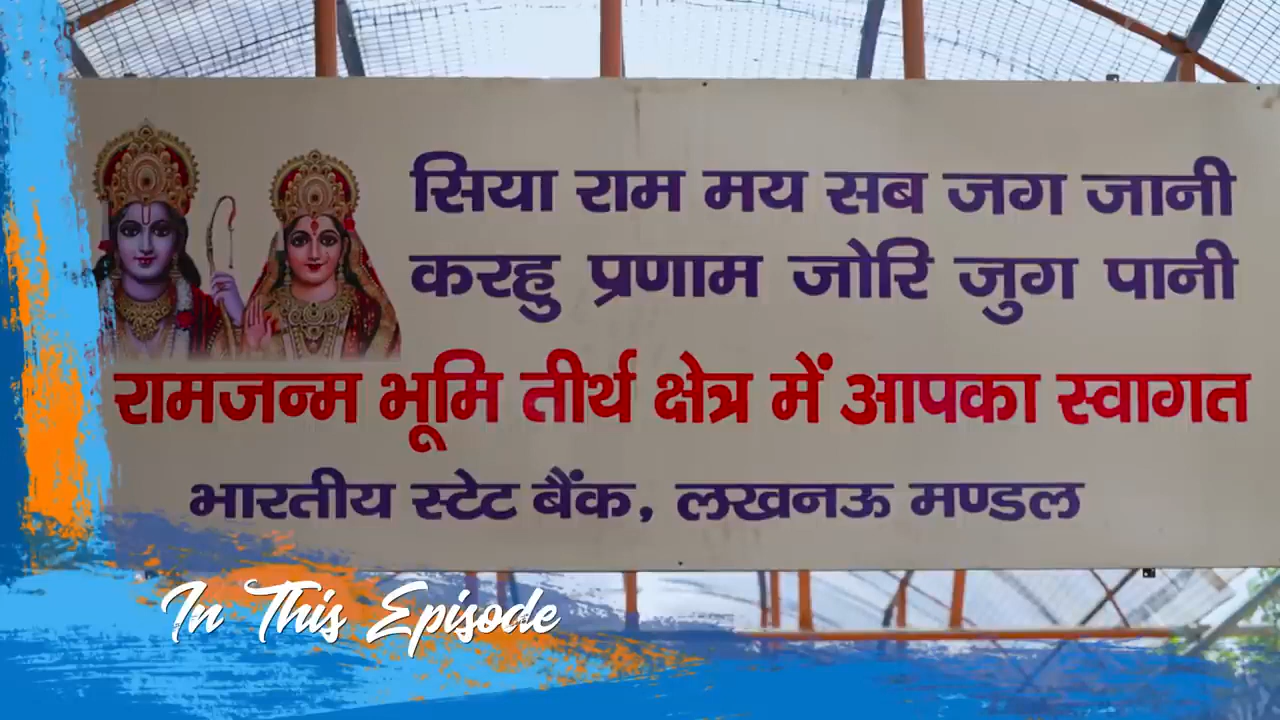 सिया राम मय सब जग जानी
करहु प्रणाम जोरि जुग पानी
रामजन्म भूमि तीर्थ क्षेत्र में आपका स्वागत
भारतीय स्टेट बैंक, लखनऊ मण्डल
In This Episode